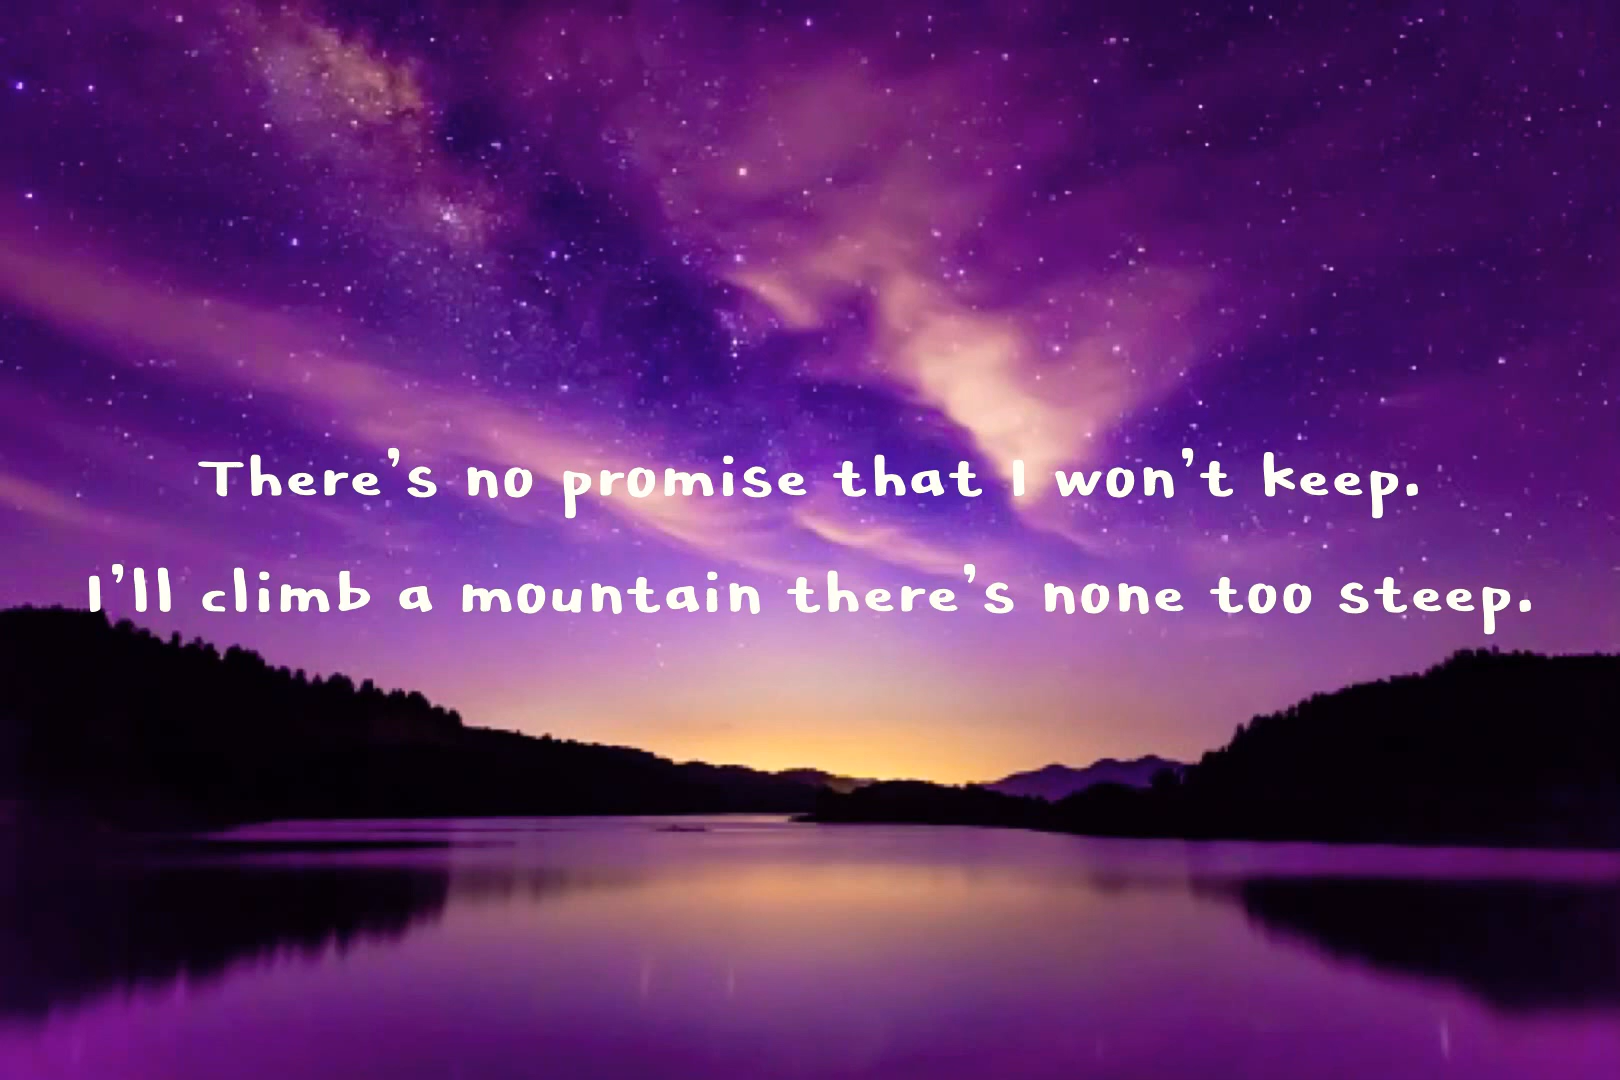 There's no promise that I won't keep.
I'll climb a mountain there's none too steep.